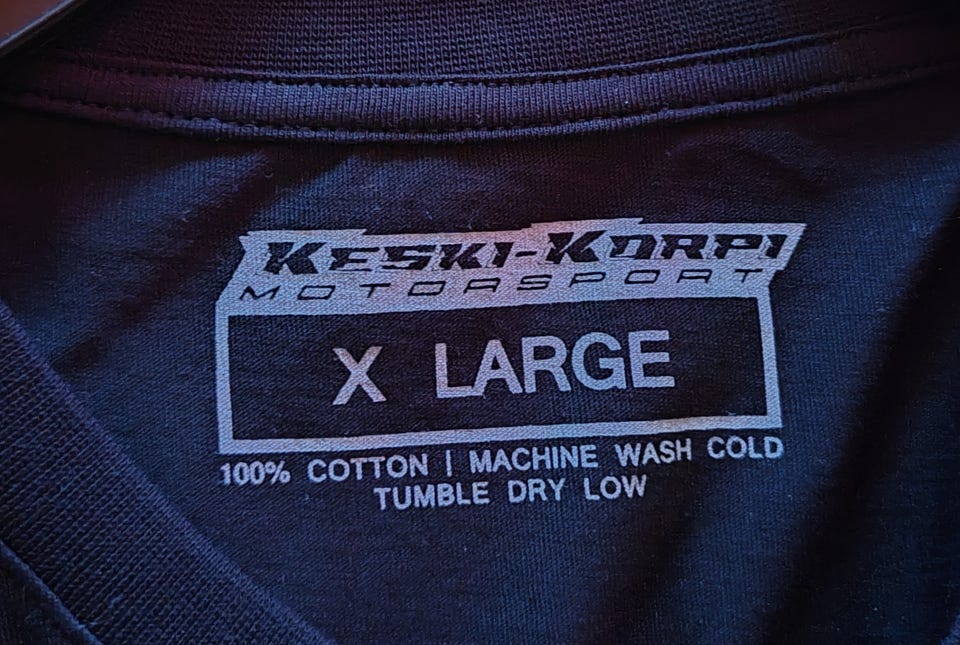 KESKI-KORPI
MOTORSPORT
X LARGE
100% COTTON | MACHINE WASH COLD
TUMBLE DRY LOW